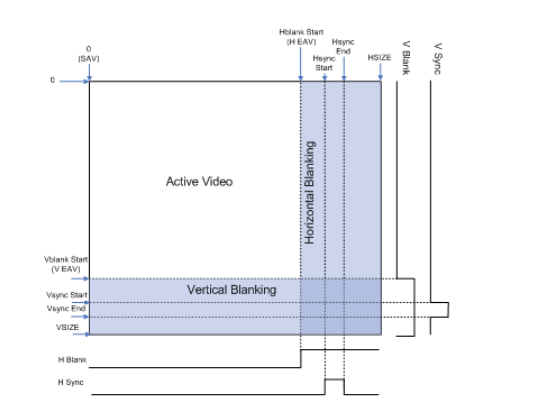 Hblank Start
(H EAV)
0
(SAV)
Hsync
Start
Hsync
End
HSIZE
V Blank
V Sync
0
Active Video
Horizontal Blanking
Vblank Start
(V EAV)
Vertical Blanking
Vsync Start
Vsync End
VSIZE
H Blank
H Sync